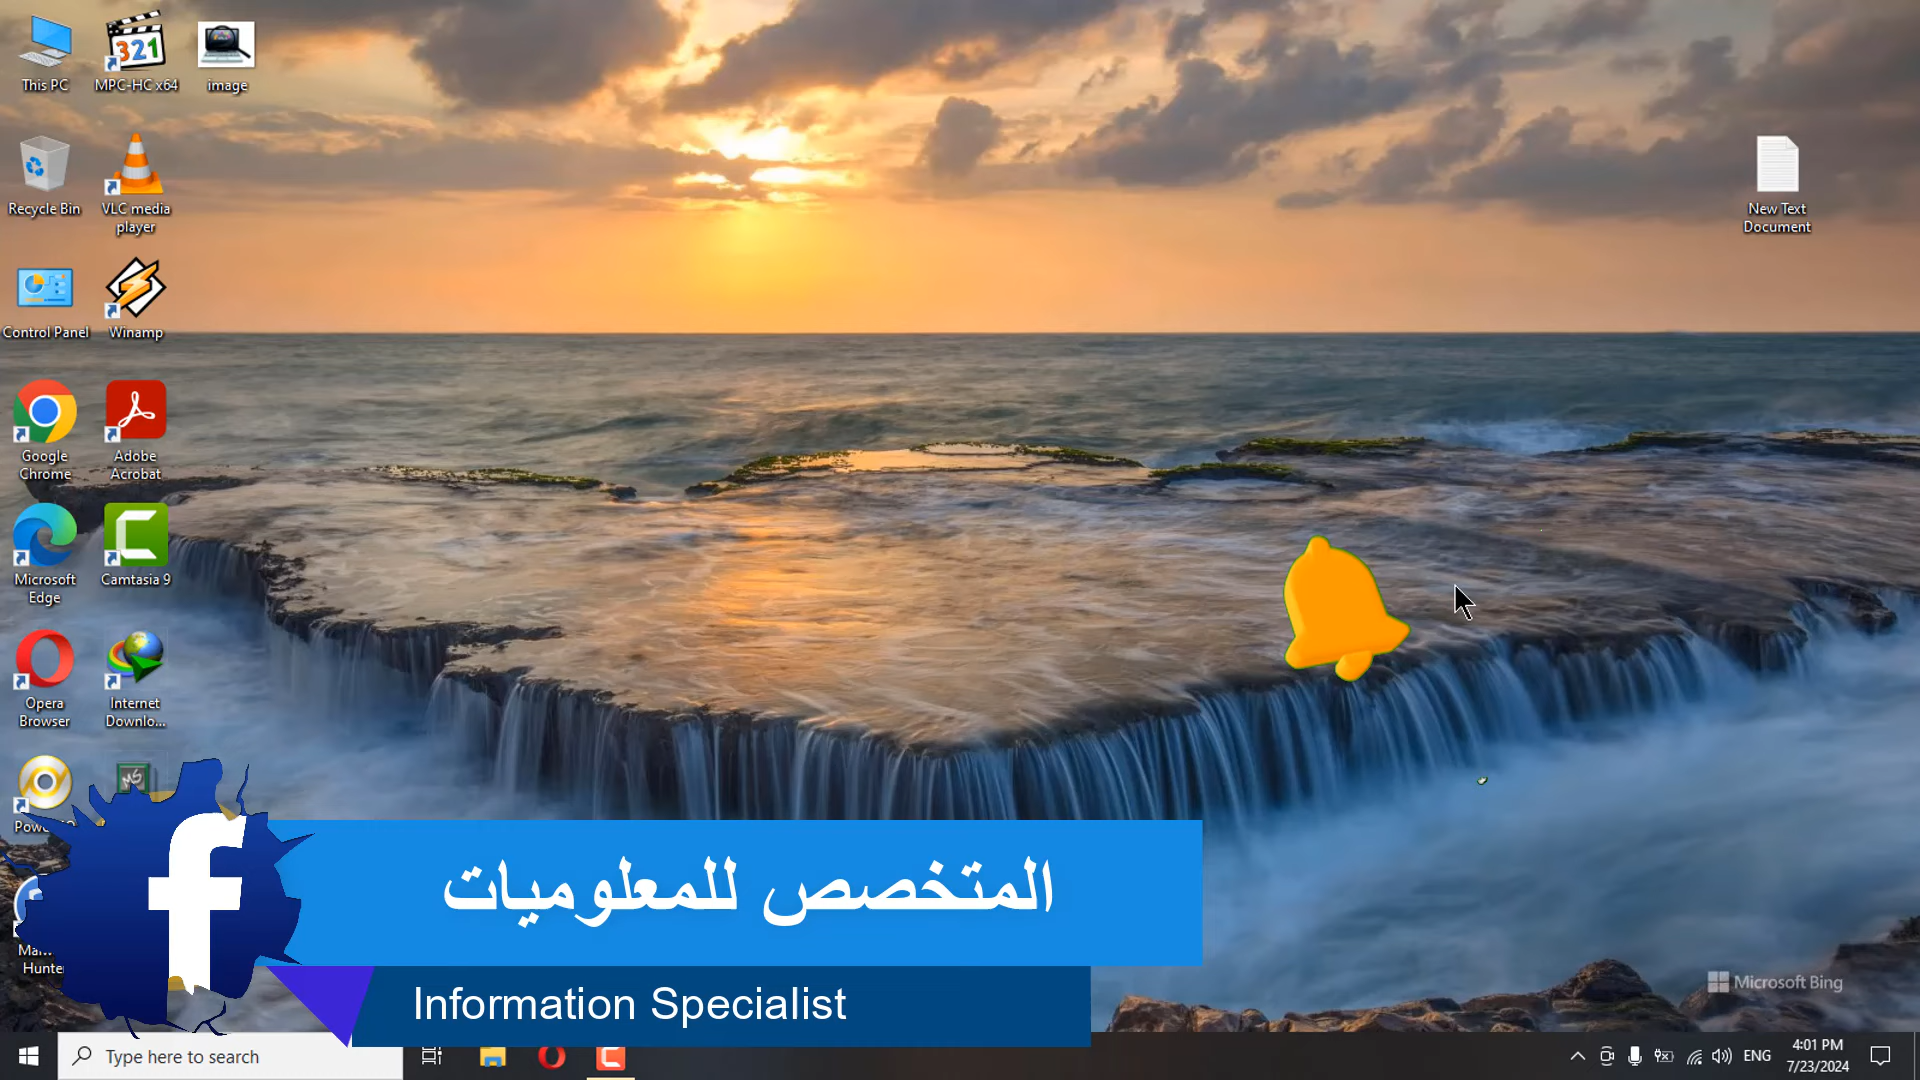 This PC
MPC-HC x64
image
Recycle Bin
VLC media
player
New Text
Document
Control Panel
Winamp
Google
Chrome
Adobe
Acrobat
Microsoft
Edge
Camtasia 9
Opera
Browser
Internet
Downlo...
Hunte
المتخصص للمعلوميات
Information Specialist
Microsoft Bing
Type here to search
ENG
4:01 PM
7/23/2024